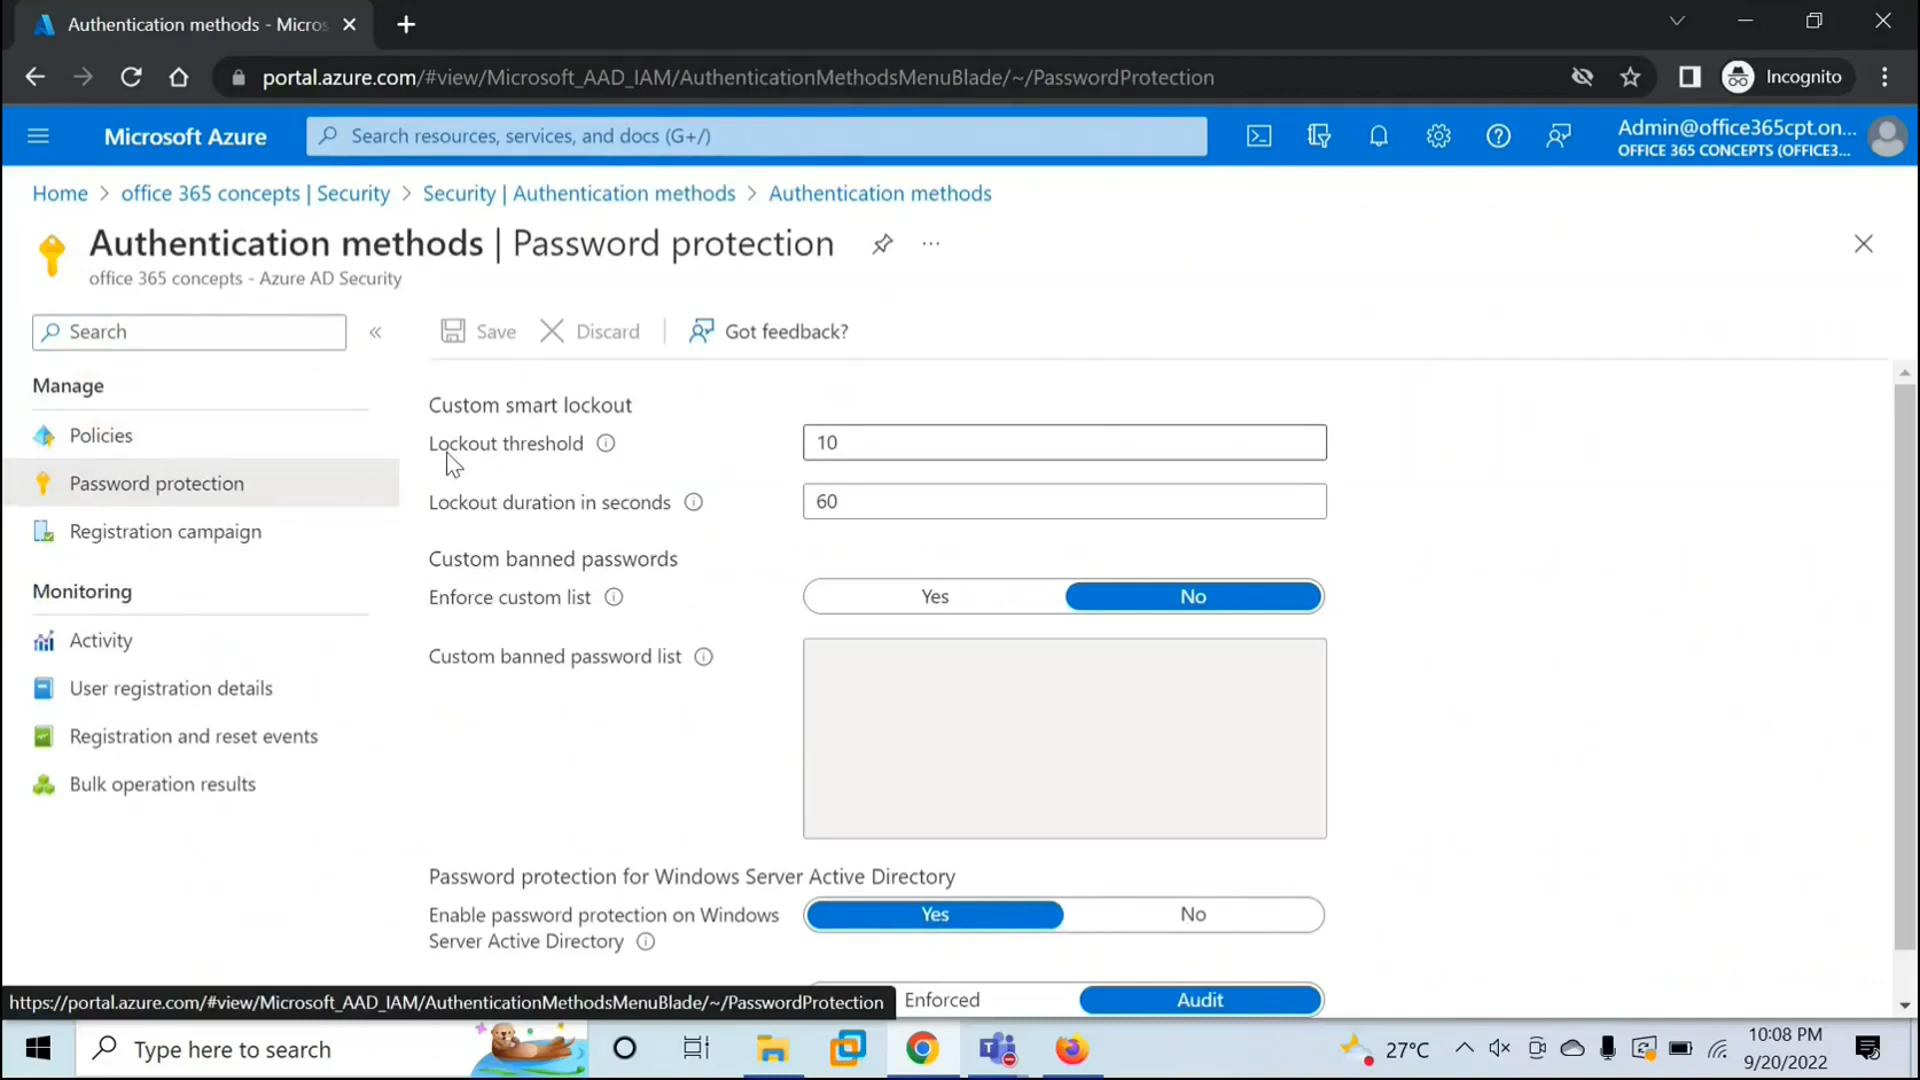 Authentication methods - Micros
portal.azure.com/#view/Microsoft_AAD_IAM/AuthenticationMethodsMenuBlade/~/PasswordProtection
Incognito
Microsoft Azure
Search resources, services, and docs (G+/)
Admin@office365cpt.on...
OFFICE 365 CONCEPTS (OFFICE3...
Home > office 365 concepts | Security > Security | Authentication methods > Authentication methods
Authentication methods | Password protection
office 365 concepts - Azure AD Security
Search
Save
Discard
Got feedback?
Manage
Policies
Password protection
Registration campaign
Monitoring
Activity
User registration details
Registration and reset events
Bulk operation results
Custom smart lockout
Lockout threshold
10
Lockout duration in seconds
60
Custom banned passwords
Enforce custom list
Yes
No
Custom banned password list
Password protection for Windows Server Active Directory
Enable password protection on Windows
Server Active Directory
Yes
No
Enforced
Audit
https://portal.azure.com/#view/Microsoft_AAD_IAM/AuthenticationMethodsMenuBlade/~/PasswordProtection
Type here to search
27°C
10:08 PM
9/20/2022